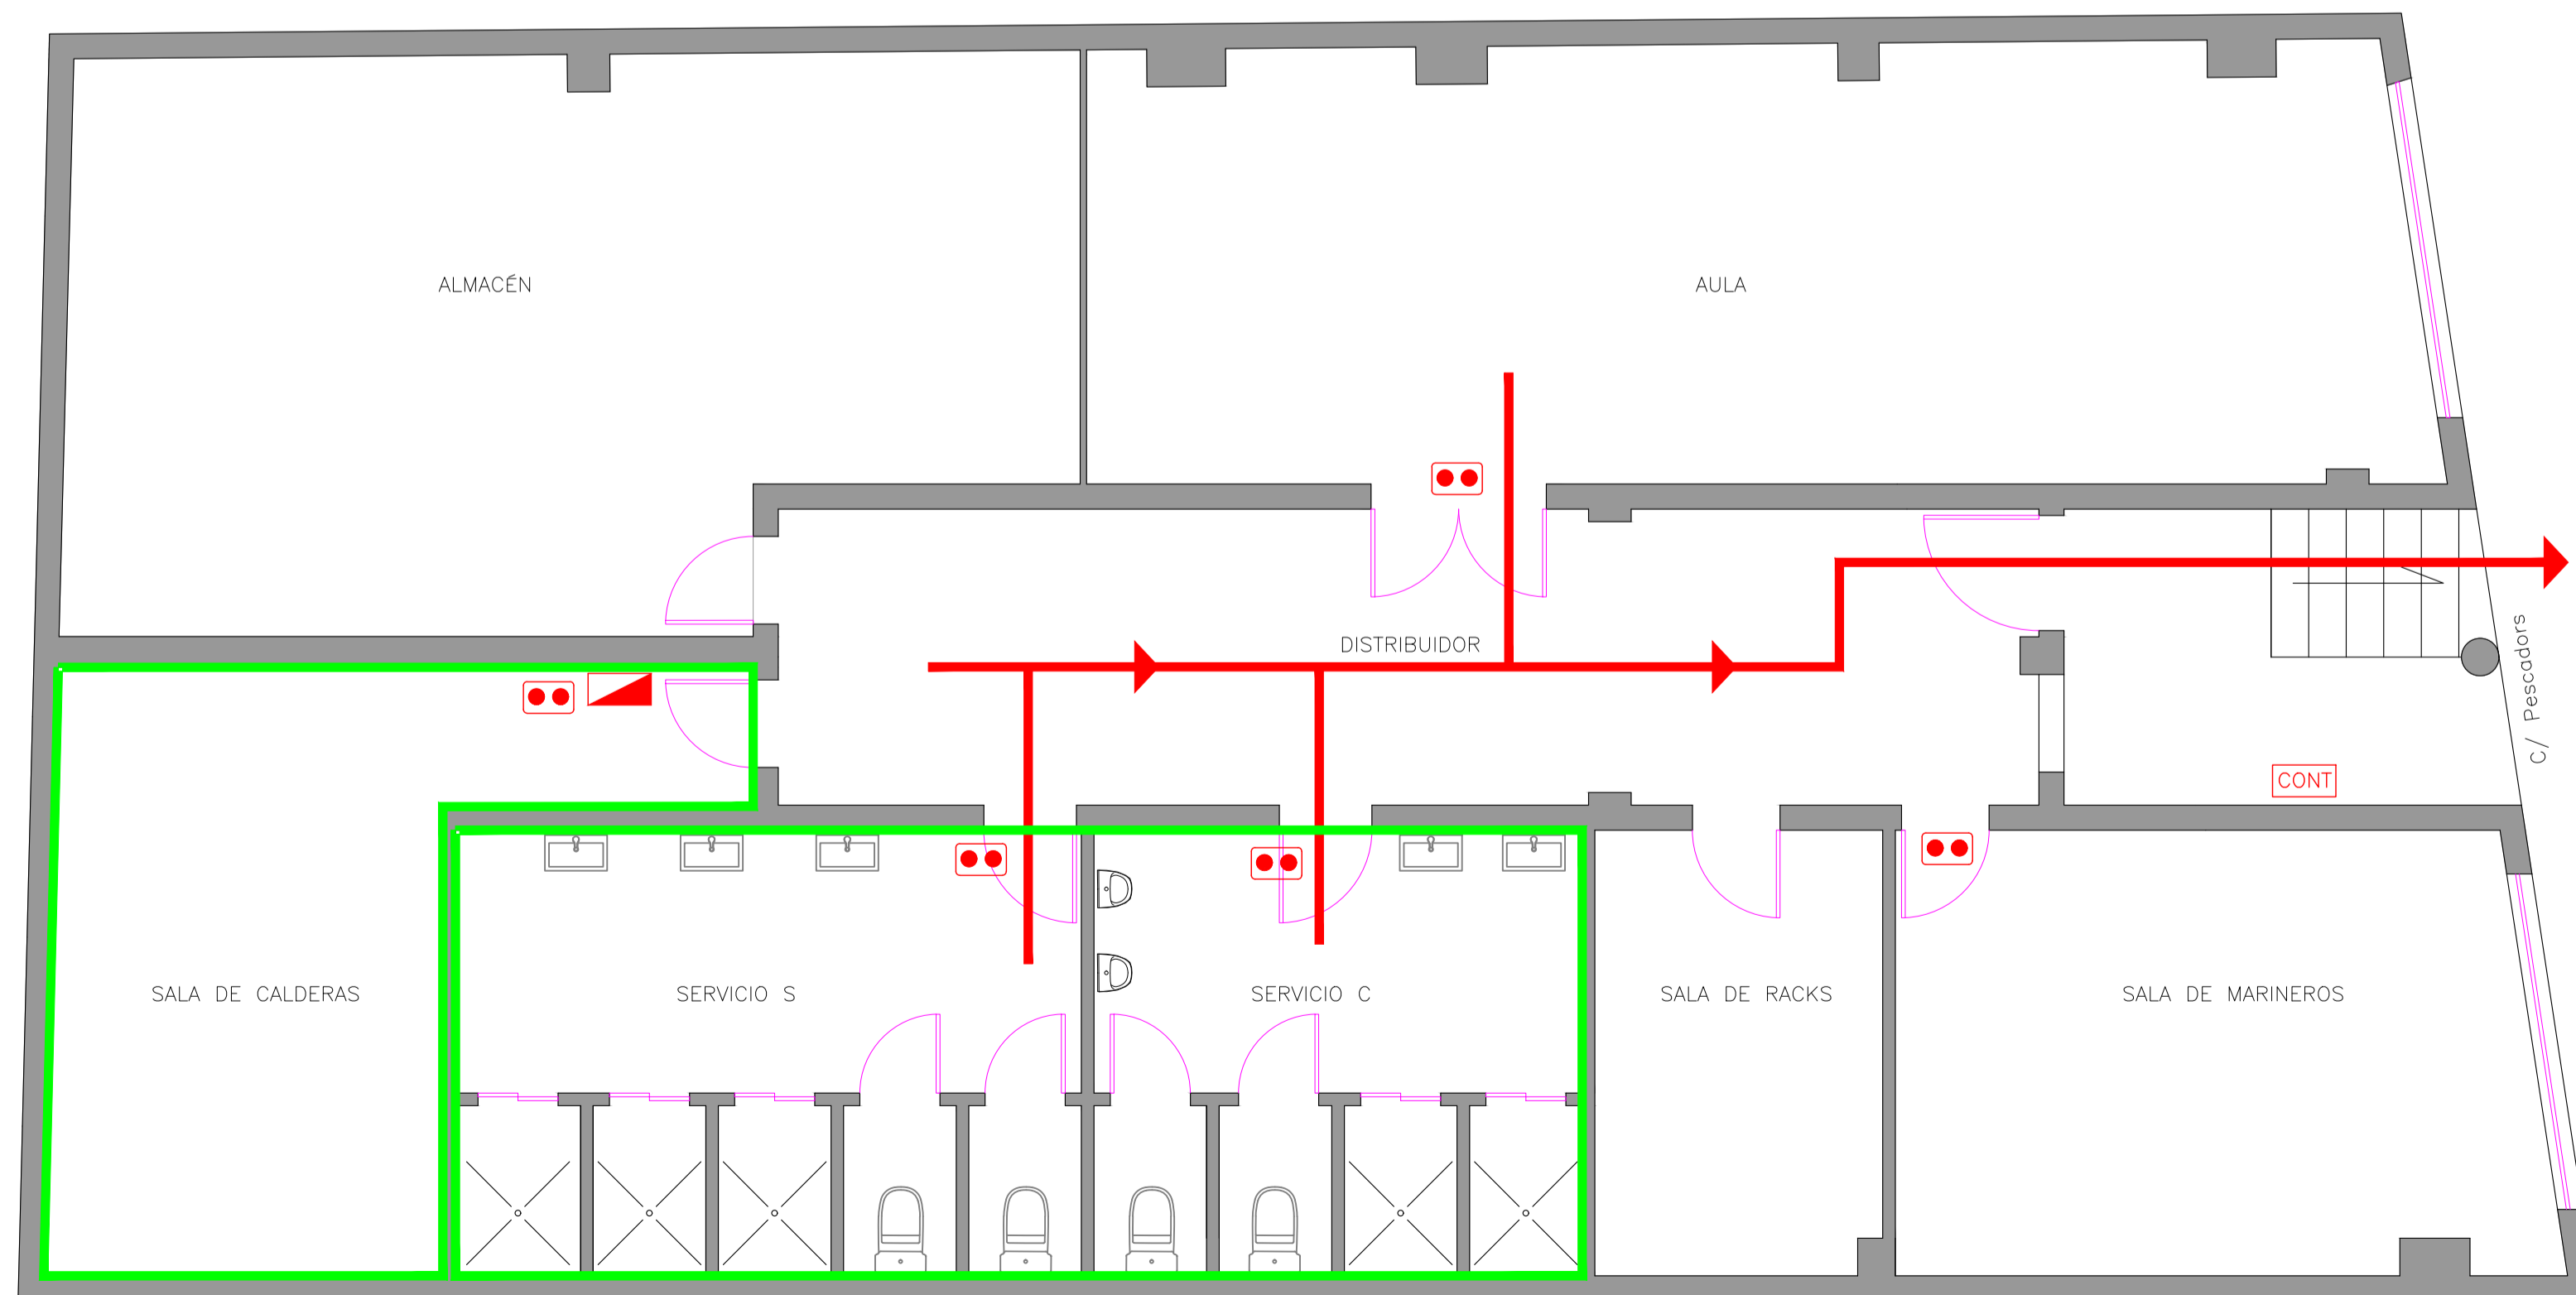 ALMACÉN
AULA
DISTRIBUIDOR
C/ Pescadors
CONT
SALA DE CALDERAS
SERVICIO S
SERVICIO C
SALA DE RACKS
SALA DE MARINEROS